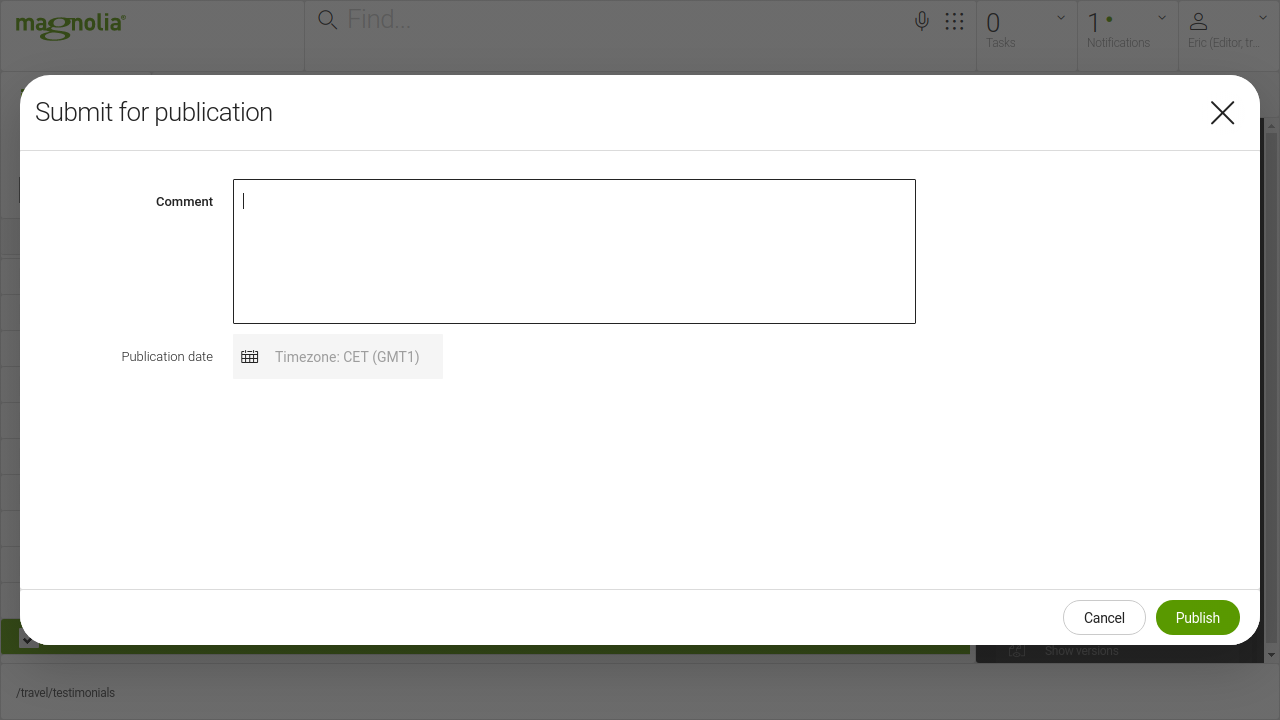 magnolia®
Find...
0
Tasks
1
Notifications
Eric (Editor, tr...
Submit for publication
Comment
Publication date
Timezone: CET (GMT1)
Cancel
Publish
Show versions
/travel/testimonials